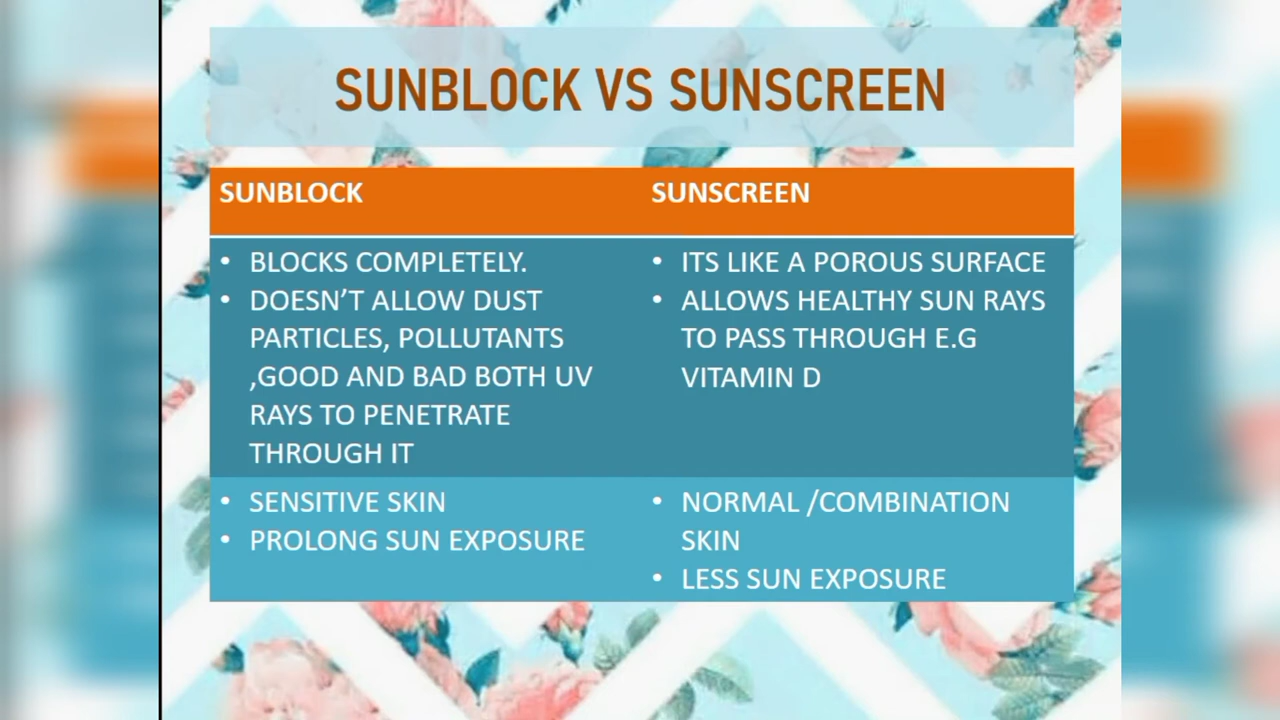 SUNBLOCK VS SUNSCREEN
SUNBLOCK
SUNSCREEN
• BLOCKS COMPLETELY.
• DOESN’T ALLOW DUST
PARTICLES, POLLUTANTS
,GOOD AND BAD BOTH UV
RAYS TO PENETRATE
THROUGH IT
• ITS LIKE A POROUS SURFACE
• ALLOWS HEALTHY SUN RAYS
TO PASS THROUGH E.G
VITAMIN D
• SENSITIVE SKIN
• PROLONG SUN EXPOSURE
• NORMAL /COMBINATION
SKIN
• LESS SUN EXPOSURE